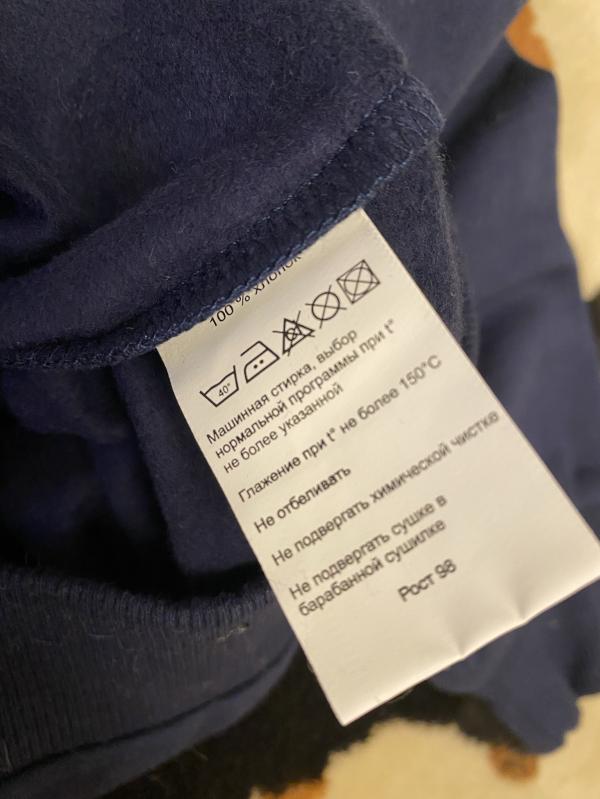 100 % хлопок
40°
Машинная стирка, выбор
нормальной программы при t°
не более указанной
Глажение при t° не более 150°C
Не отбеливать
Не подвергать химической чистке
Не подвергать сушке в
барабанной сушилке
Рост 98